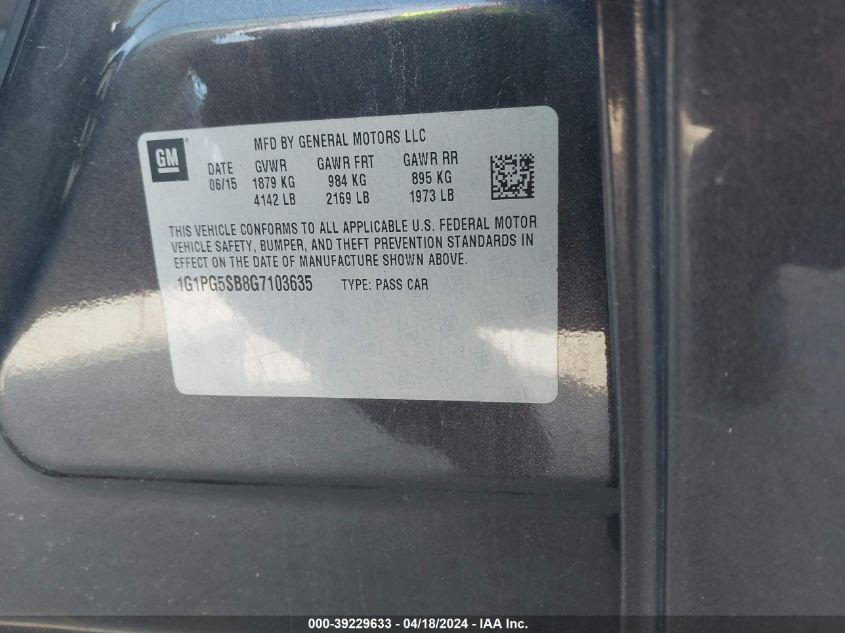 GM
MFD BY GENERAL MOTORS LLC
DATE GVWR GAWR FRT GAWR RR
06/15 1879 KG 984 KG 895 KG
4142 LB 2169 LB 1973 LB
THIS VEHICLE CONFORMS TO ALL APPLICABLE U.S. FEDERAL MOTOR
VEHICLE SAFETY, BUMPER, AND THEFT PREVENTION STANDARDS IN
EFFECT ON THE DATE OF MANUFACTURE SHOWN ABOVE.
1G1PG5SB8G7103635 TYPE: PASS CAR
000-39229633 - 04/18/2024 - IAA Inc.